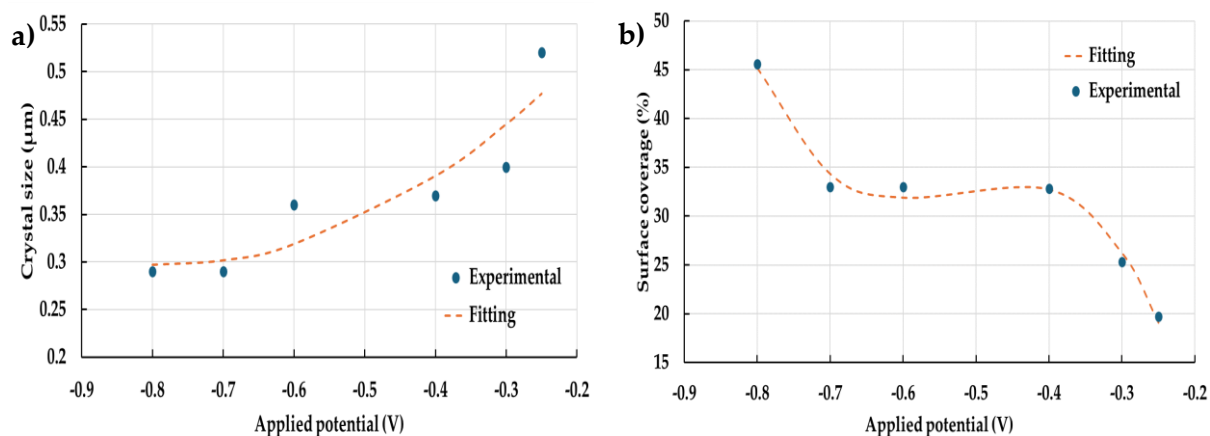 a)
Crystal size (µm)
0.55
0.5
0.45
0.4
0.35
0.3
0.25
0.2
Experimental
Fitting
-0.9 -0.8 -0.7 -0.6 -0.5 -0.4 -0.3 -0.2
Applied potential (V)
b)
Surface coverage (%)
50
45
40
35
30
25
20
15
Fitting
Experimental
-0.9 -0.8 -0.7 -0.6 -0.5 -0.4 -0.3 -0.2
Applied potential (V)